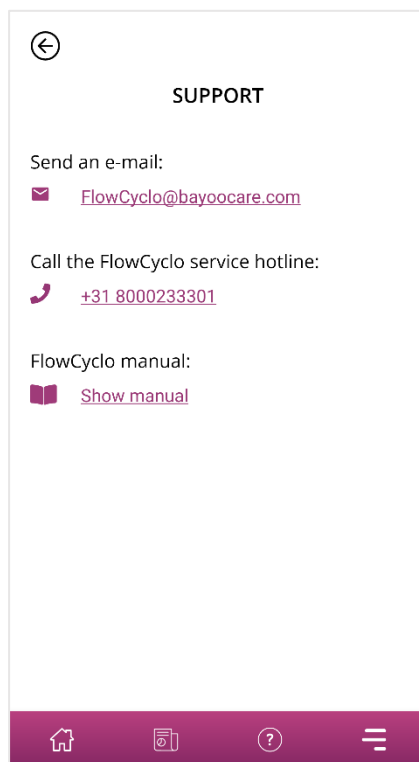 SUPPORT
Send an e-mail:
FlowCyclo@bayoocare.com
Call the FlowCyclo service hotline:
+31 8000233301
FlowCyclo manual:
Show manual